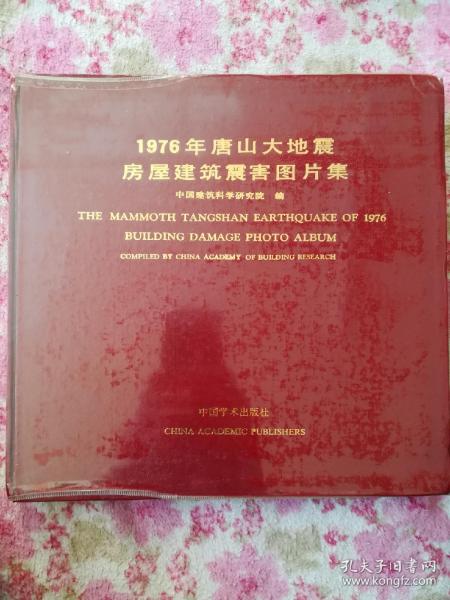 1976年唐山大地震
房屋建筑震害图片集
中国建筑科学研究院 编
THE MAMMOTH TANGSHAN EARTHQUAKE OF 1976
BUILDING DAMAGE PHOTO ALBUM
COMPILED BY CHINA ACADEMY OF BUILDING RESEARCH
中国学术出版社
CHINA ACADEMIC PUBLISHERS
孔夫子旧书网
www.kongfz.com